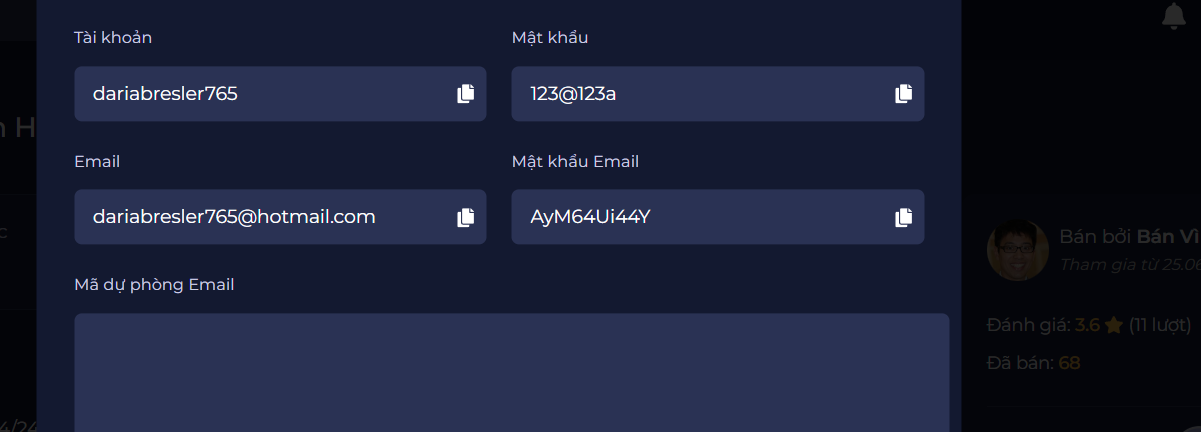 Tài khoản
Mật khẩu
dariabresler765
123@123a
Email
Mật khẩu Email
dariabresler765@hotmail.com
AyM64Ui44Y
Mã dự phòng Email
n H
c
4/24
Bán bởi Bán Vì
Tham gia từ 25.06
Đánh giá: 3.6 (11 lượt)
Đã bán: 68